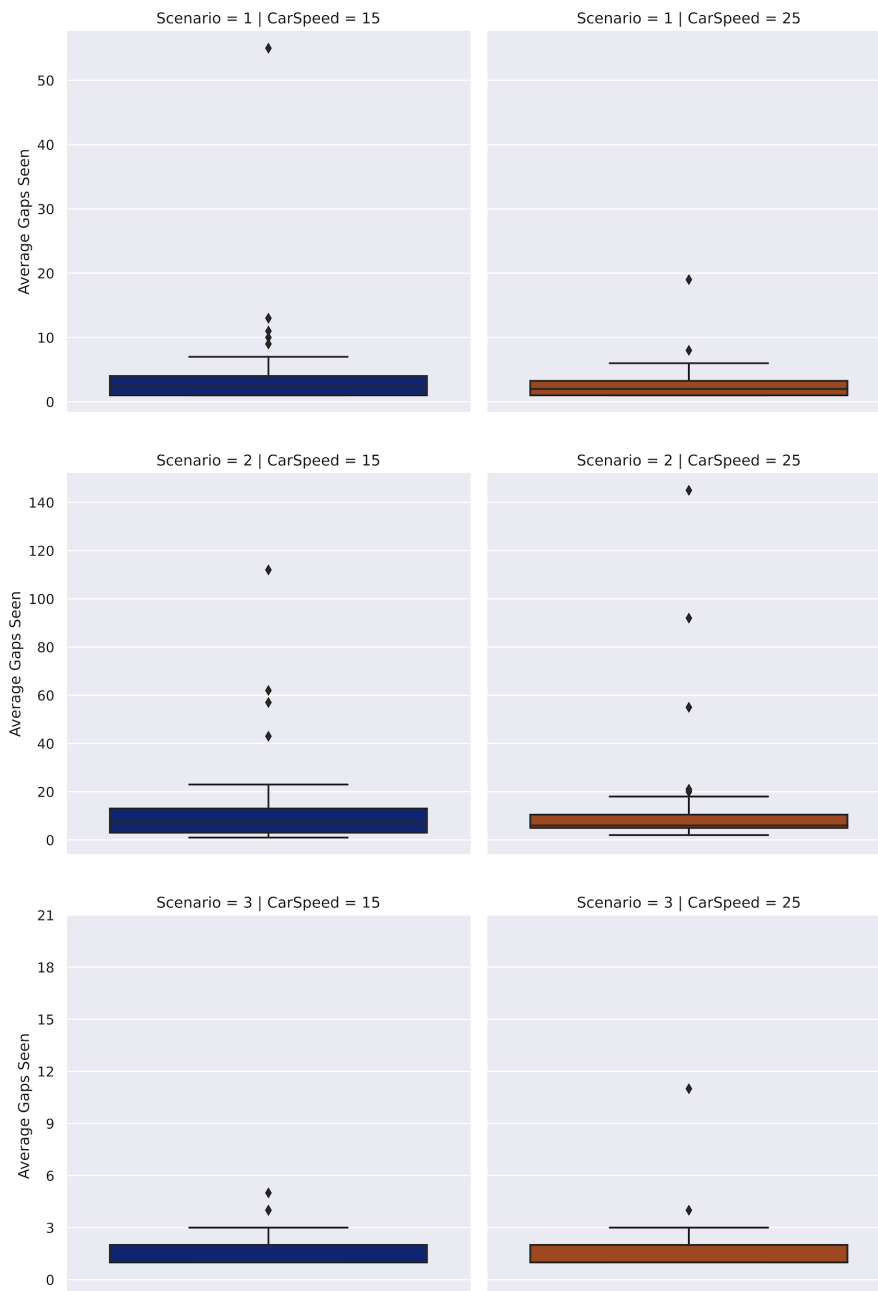 Scenario = 1 | CarSpeed = 15
Scenario = 1 | CarSpeed = 25
Average Gaps Seen
50
40
30
20
10
0
Scenario = 2 | CarSpeed = 15
Scenario = 2 | CarSpeed = 25
Average Gaps Seen
140
120
100
80
60
40
20
0
Scenario = 3 | CarSpeed = 15
Scenario = 3 | CarSpeed = 25
Average Gaps Seen
21
18
15
12
9
6
3
0